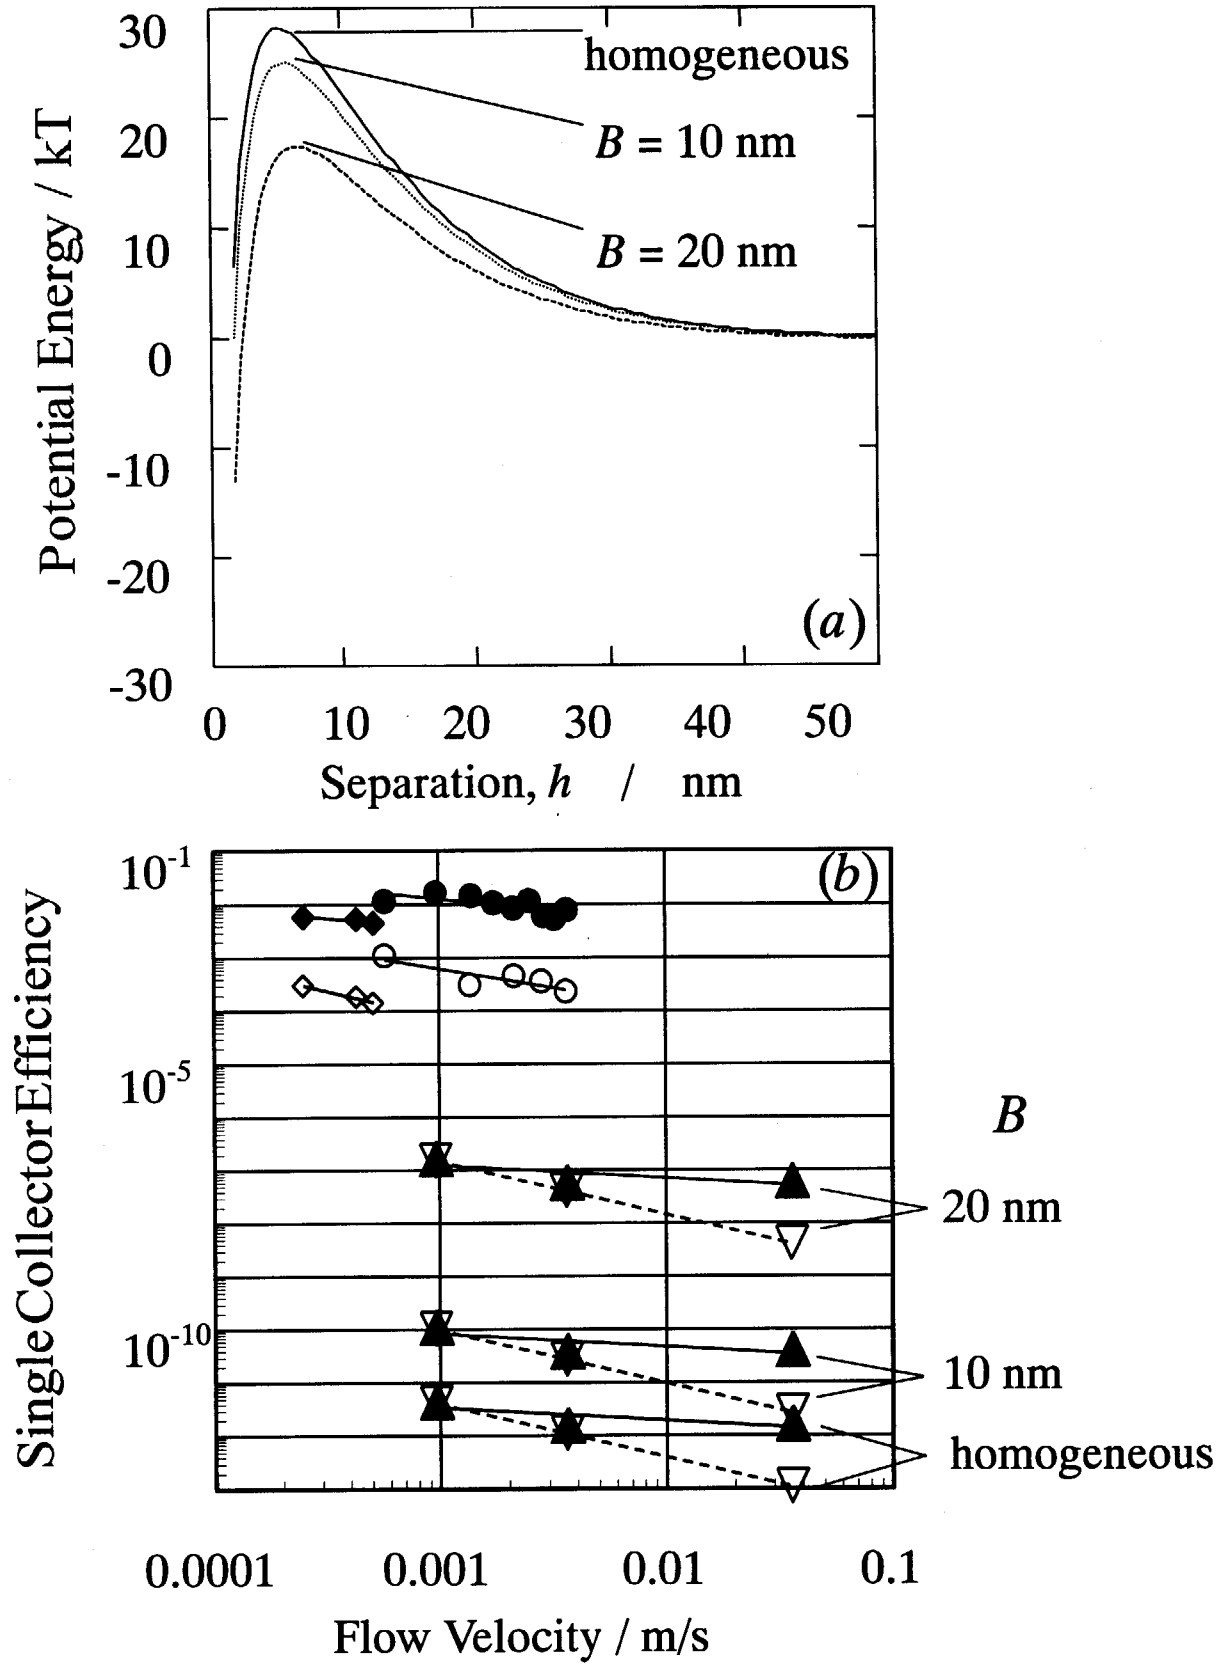 30
20
10
0
-10
-20
-30
Potential Energy / kT
homogeneous
B = 10 nm
B = 20 nm
(a)
0 10 20 30 40 50
Separation, h / nm
(b)
10-1
10-5
10-10
Single Collector Efficiency
B
20 nm
10 nm
homogeneous
0.0001 0.001 0.01 0.1
Flow Velocity / m/s